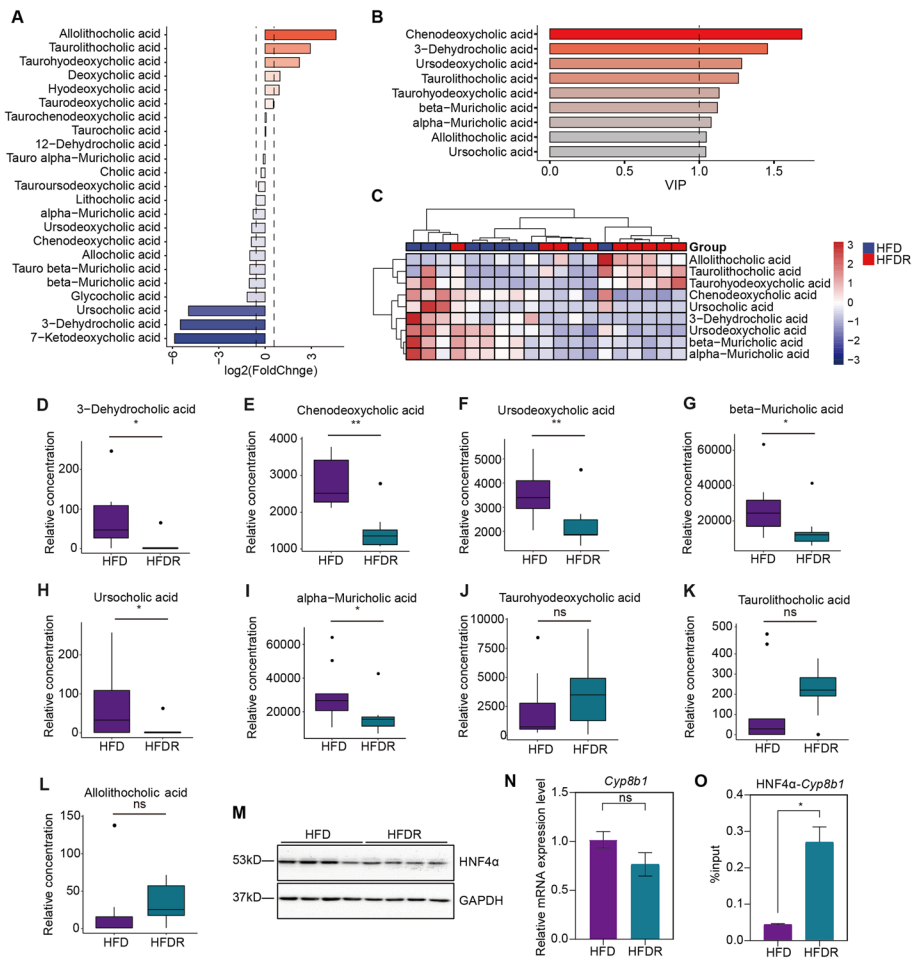 A
Allolithocholic acid
Taurolithocholic acid
Taurohyodeoxycholic acid
Deoxycholic acid
Hyodeoxycholic acid
Taurodeoxycholic acid
Taurochenodeoxycholic acid
Taurocholic acid
12−Dehydrocholic acid
Tauro alpha−Muricholic acid
Cholic acid
Tauroursodeoxycholic acid
Lithocholic acid
alpha−Muricholic acid
Ursodeoxycholic acid
Chenodeoxycholic acid
Allocholic acid
Tauro beta−Muricholic acid
beta−Muricholic acid
Glycocholic acid
Ursocholic acid
3−Dehydrocholic acid
7−Ketodeoxycholic acid
−6 −3 0 3
log2(FoldChnge)
B
Chenodeoxycholic acid
3−Dehydrocholic acid
Ursodeoxycholic acid
Taurolithocholic acid
Taurohyodeoxycholic acid
beta−Muricholic acid
alpha−Muricholic acid
Allolithocholic acid
Ursocholic acid
0.0 0.5 1.0 1.5
VIP
C
Group
Allolithocholic acid
Taurolithocholic acid
Taurohyodeoxycholic acid
Chenodeoxycholic acid
Ursocholic acid
3−Dehydrocholic acid
Ursodeoxycholic acid
beta−Muricholic acid
alpha−Muricholic acid
3
2
1
0
−1
−2
−3
HFD
HFDR
D
3−Dehydrocholic acid
*
Relative concentration
200
100
0
HFD HFDR
E
Chenodeoxycholic acid
**
Relative concentration
4000
3000
2000
1000
HFD HFDR
F
Ursodeoxycholic acid
**
Relative concentration
5000
4000
3000
2000
HFD HFDR
G
beta−Muricholic acid
*
Relative concentration
60000
40000
20000
HFD HFDR
H
Ursocholic acid
*
Relative concentration
200
100
0
HFD HFDR
I
alpha−Muricholic acid
*
Relative concentration
60000
40000
20000
HFD HFDR
J
Taurohyodeoxycholic acid
ns
Relative concentration
10000
7500
5000
2500
0
HFD HFDR
K
Taurolithocholic acid
ns
Relative concentration
500
400
300
200
100
0
HFD HFDR
L
Allolithocholic acid
ns
Relative concentration
150
100
50
0
HFD HFDR
M
HFD HFDR
53kD HNF4α
37kD GAPDH
N
Cyp8b1
ns
Relative mRNA expression level
1.5
1.0
0.5
0.0
HFD HFDR
O
HNF4α-Cyp8b1
*
%input
0.4
0.3
0.2
0.1
0.0
HFD HFDR